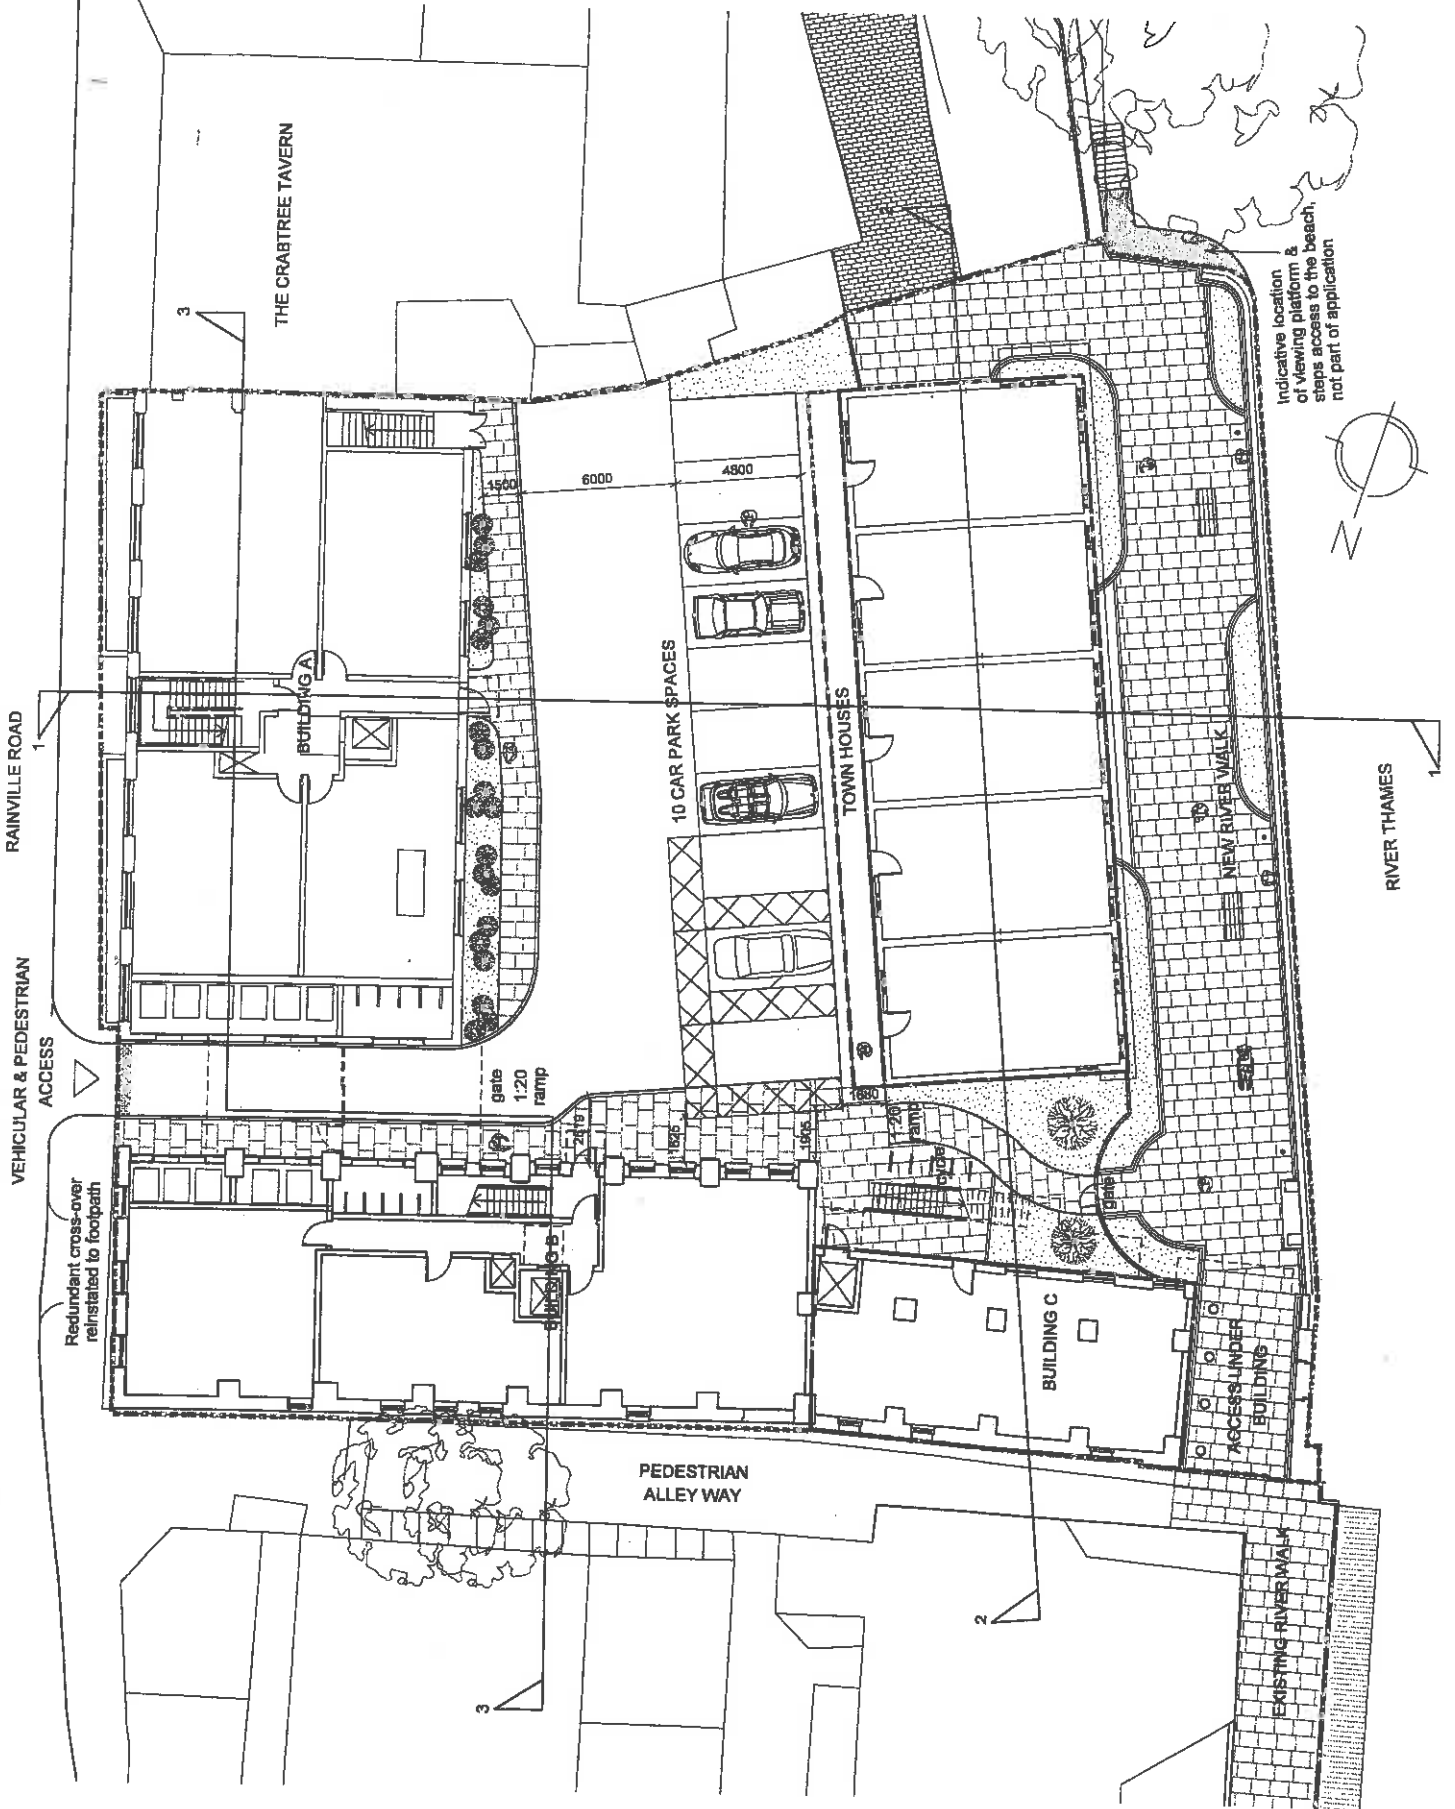 RAINVILLE ROAD
VEHICULAR & PEDESTRIAN
ACCESS
Redundant cross-over
reinstated to footpath
THE CRABTREE TAVERN
3
1
BUILDING A
1500
6000
4800
10 CAR PARK SPACES
TOWN HOUSES
gate
1:20
ramp
1625
1905
1680
1:20
ramp
cycle
gate
BUILDING B
BUILDING C
ACCESS UNDER
BUILDING
NEW RIVER WALK
RIVER THAMES
1
Indicative location
of viewing platform &
steps access to the beach,
not part of application
N
2
PEDESTRIAN
ALLEY WAY
3
2
EXISTING RIVER WALK